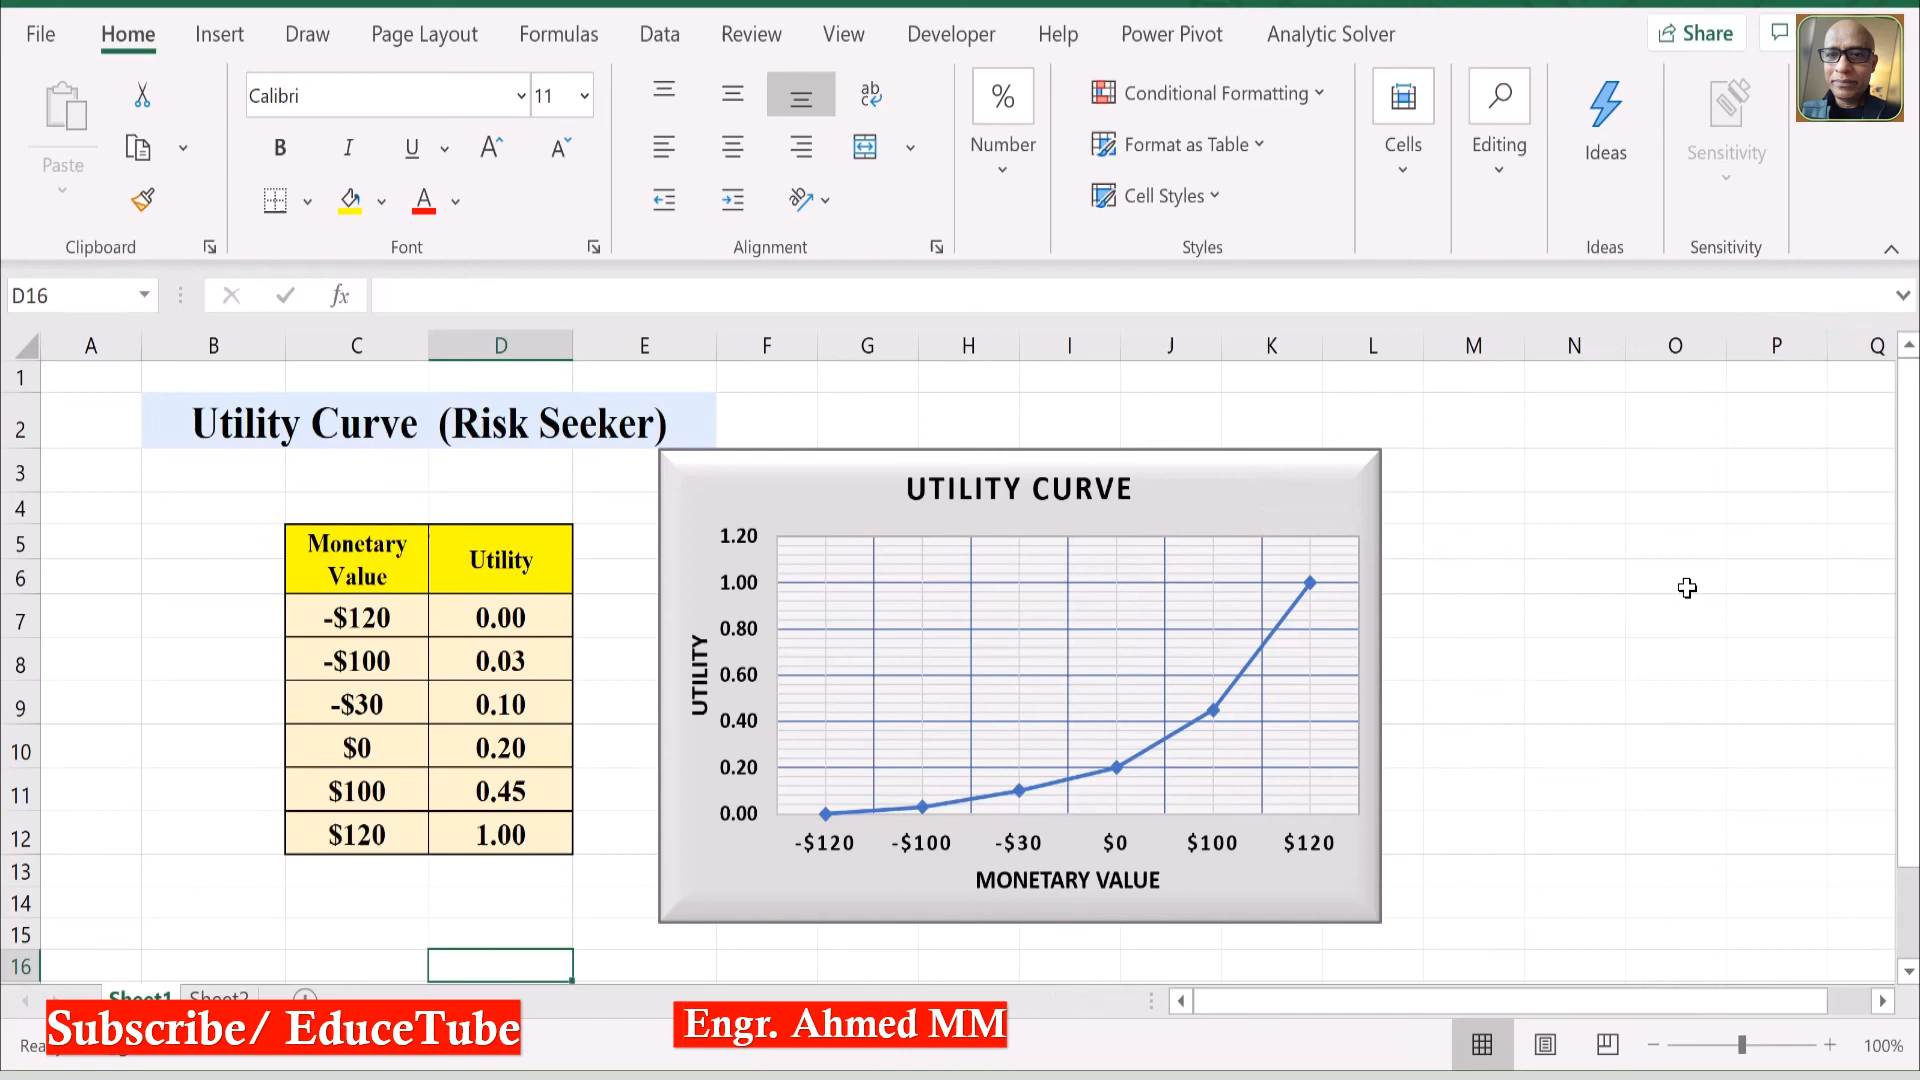 File Home Insert Draw Page Layout Formulas Data Review View Developer Help Power Pivot Analytic Solver Share
Calibri 11
ab
c
%
Conditional Formatting
Paste
B I U A A
Number
Format as Table
Cells
Editing
Ideas
Sensitivity
A
Cell Styles
Clipboard Font Alignment Styles Ideas Sensitivity
D16 fx
A B C D E F G H I J K L M N O P Q
1
2 Utility Curve (Risk Seeker)
3
4
5
6
Monetary
Value
Utility
7 -$120 0.00
8 -$100 0.03
9 -$30 0.10
10 $0 0.20
11 $100 0.45
12 $120 1.00
13
14
15
16
UTILITY CURVE
1.20
1.00
0.80
0.60
0.40
0.20
0.00
UTILITY
-$120 -$100 -$30 $0 $100 $120
MONETARY VALUE
Sheet1 Sheet2
Subscribe/ EduceTube
Engr. Ahmed MM
100%